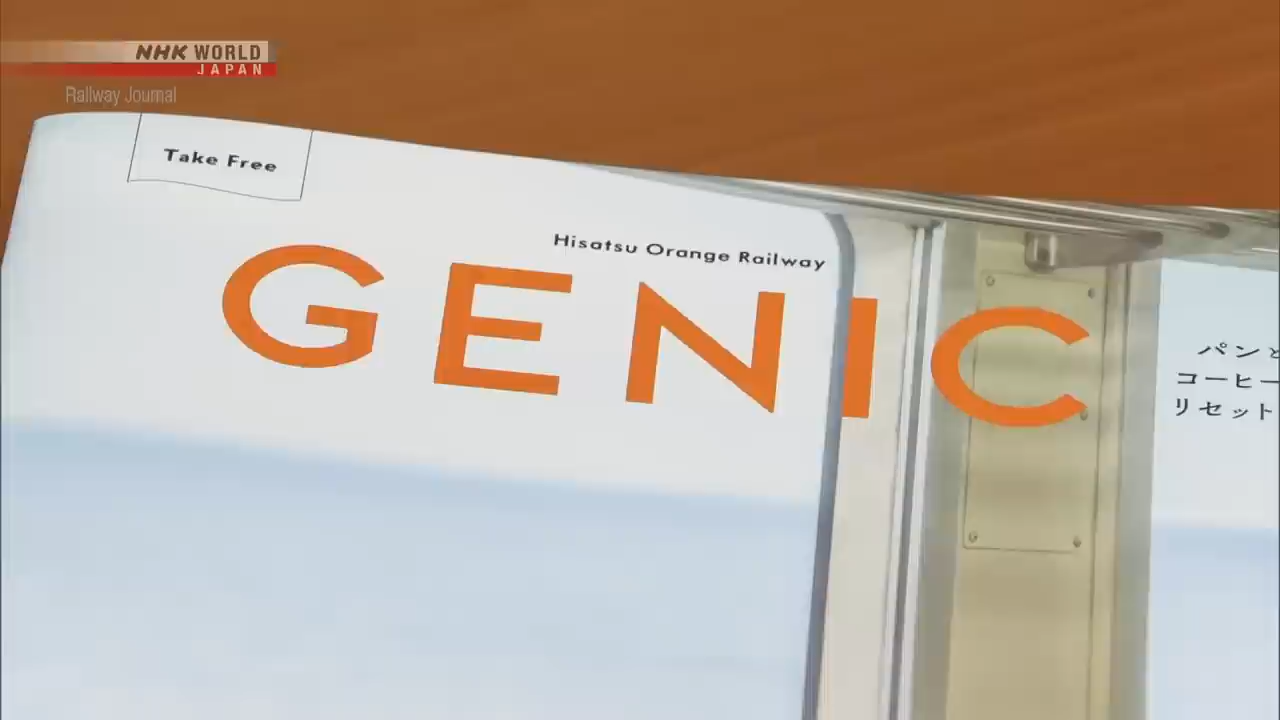 NHK WORLD
JAPAN
Railway Journal
Take Free
Hisatsu Orange Railway
GENIC
パンと
コーヒー
リセット